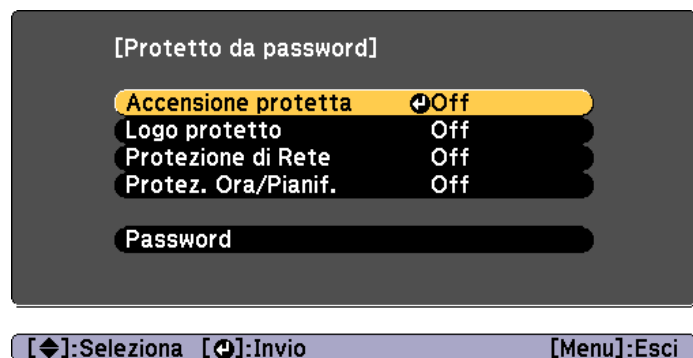 [Protetto da password]
Accensione protetta Off
Logo protetto Off
Protezione di Rete Off
Protez. Ora/Pianif. Off
Password
[]:Seleziona []:Invio [Menu]:Esci